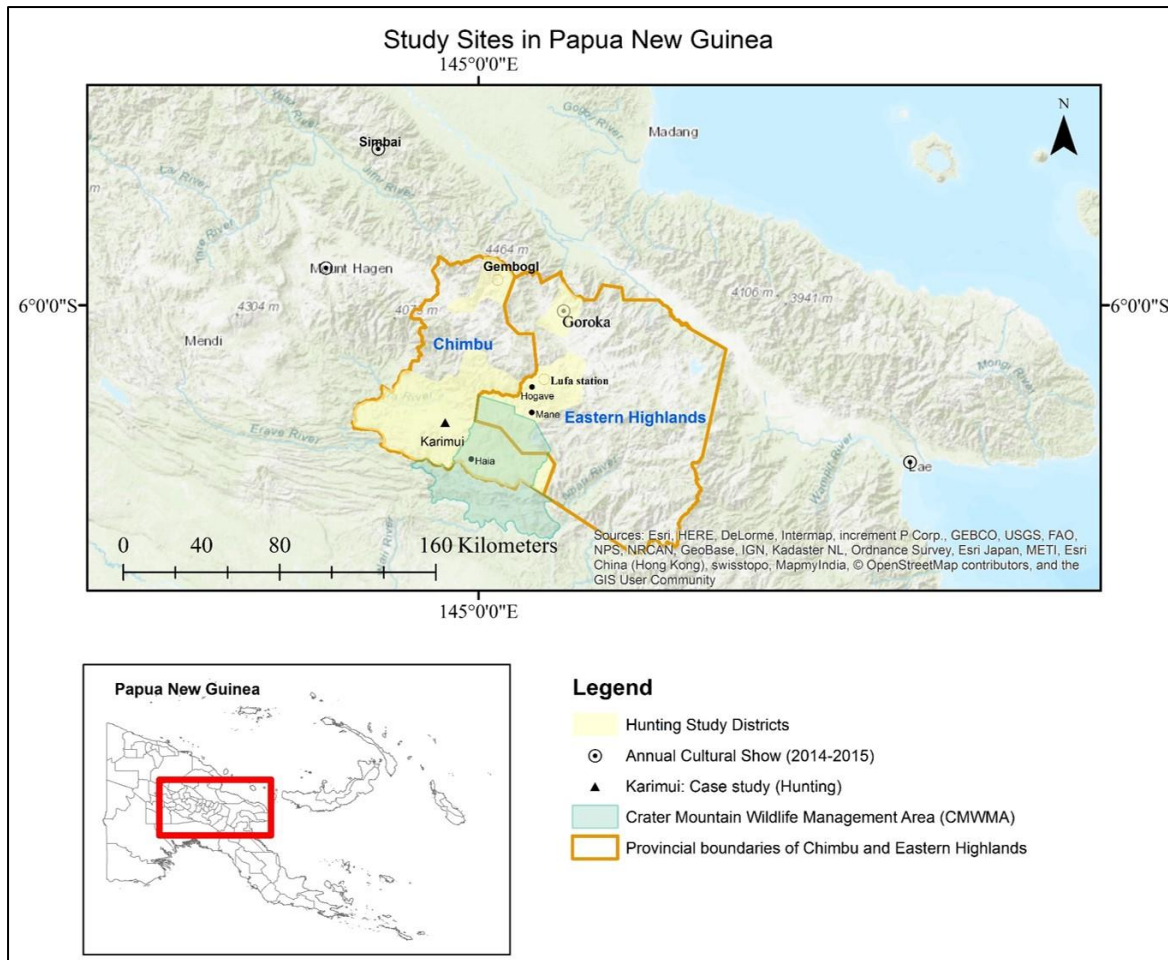 Study Sites in Papua New Guinea
145°0'0"E
N
Madang
Simbai
4464 m
Gembogl
Mount Hagen
6°0'0"S
6°0'0"S
4304 m
4106 m
3941 m
Goroka
Mendi
Chimbu
Lufa station
Hogave
Eastern Highlands
Mane
Karimui
Erave River
Haia
Lae
0 40 80 160 Kilometers
Sources: Esri, HERE, DeLorme, Intermap, increment P Corp., GEBCO, USGS, FAO,
NPS, NRCAN, GeoBase, IGN, Kadaster NL, Ordnance Survey, Esri Japan, METI, Esri
China (Hong Kong), swisstopo, MapmyIndia, © OpenStreetMap contributors, and the
GIS User Community
145°0'0"E
Papua New Guinea
Legend
Hunting Study Districts
Annual Cultural Show (2014-2015)
Karimui: Case study (Hunting)
Crater Mountain Wildlife Management Area (CMWMA)
Provincial boundaries of Chimbu and Eastern Highlands